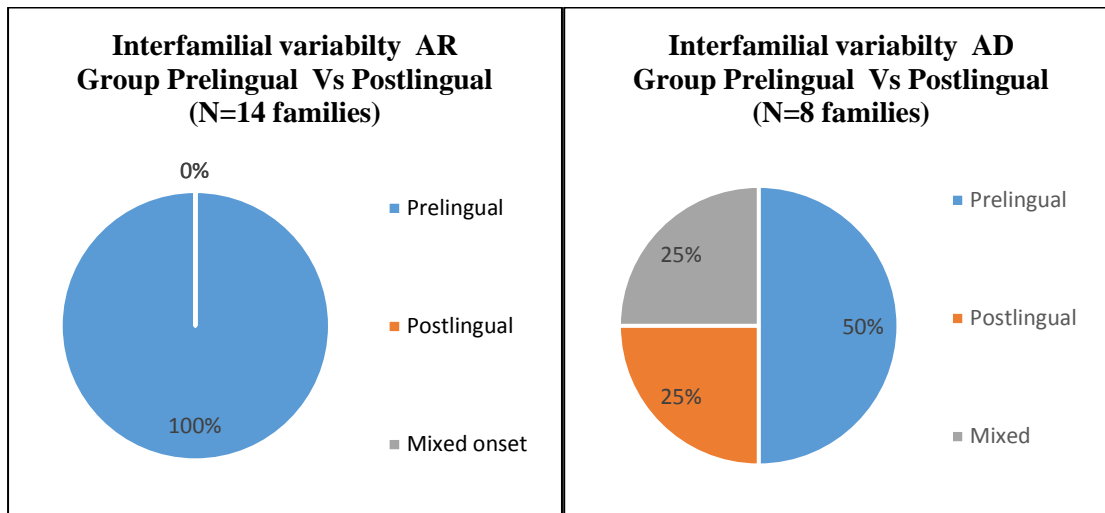 Interfamilial variabilty AR
Group Prelingual Vs Postlingual
(N=14 families)
0%
Prelingual
Postlingual
100%
Mixed onset
Interfamilial variabilty AD
Group Prelingual Vs Postlingual
(N=8 families)
Prelingual
25%
50%
Postlingual
25%
Mixed